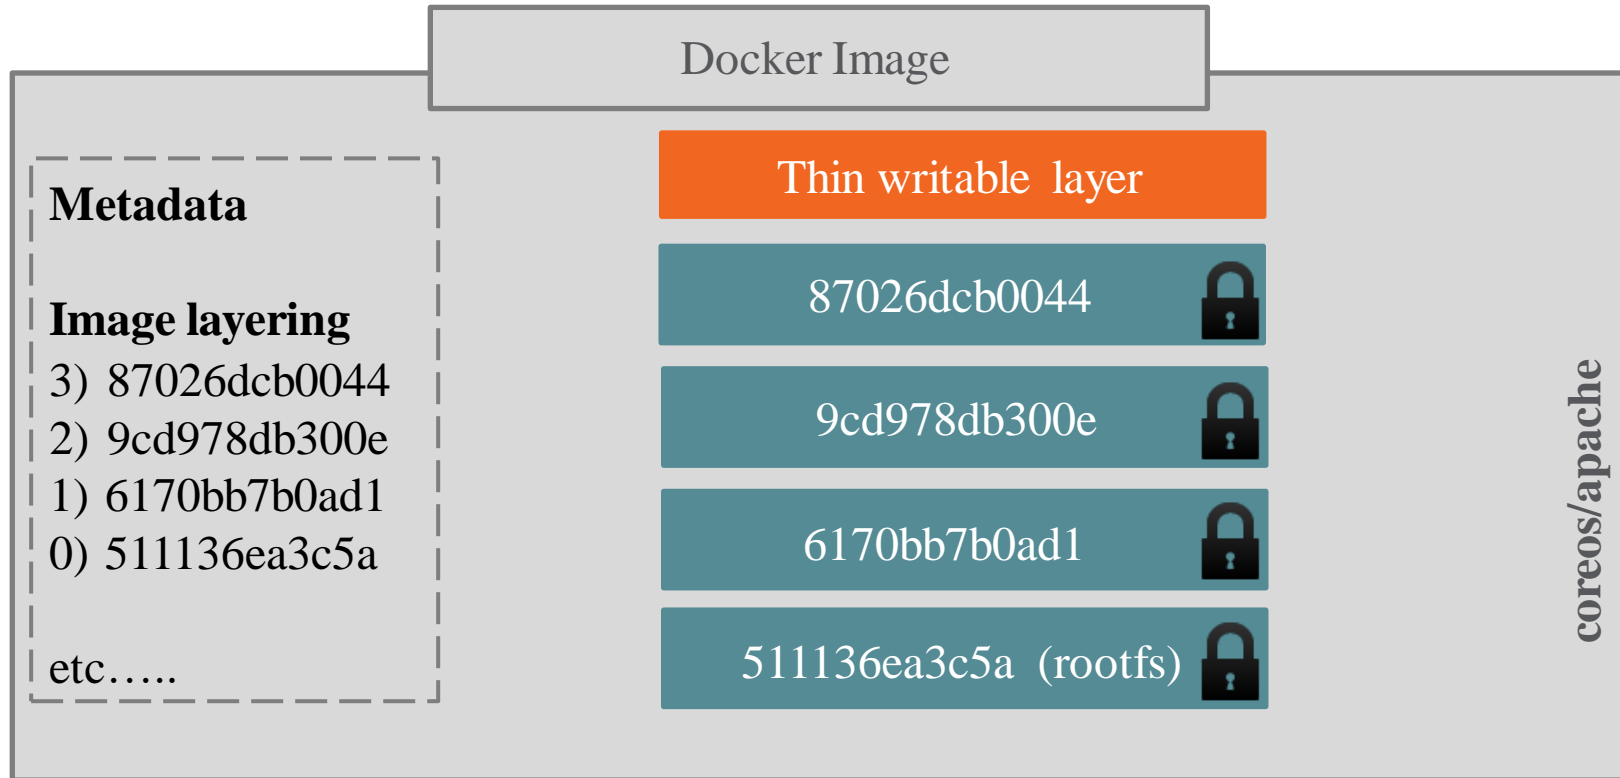 Docker Image
Metadata
Image layering
3) 87026dcb0044
2) 9cd978db300e
1) 6170bb7b0ad1
0) 511136ea3c5a
etc…..
Thin writable layer
87026dcb0044
9cd978db300e
6170bb7b0ad1
511136ea3c5a (rootfs)
coreos/apache